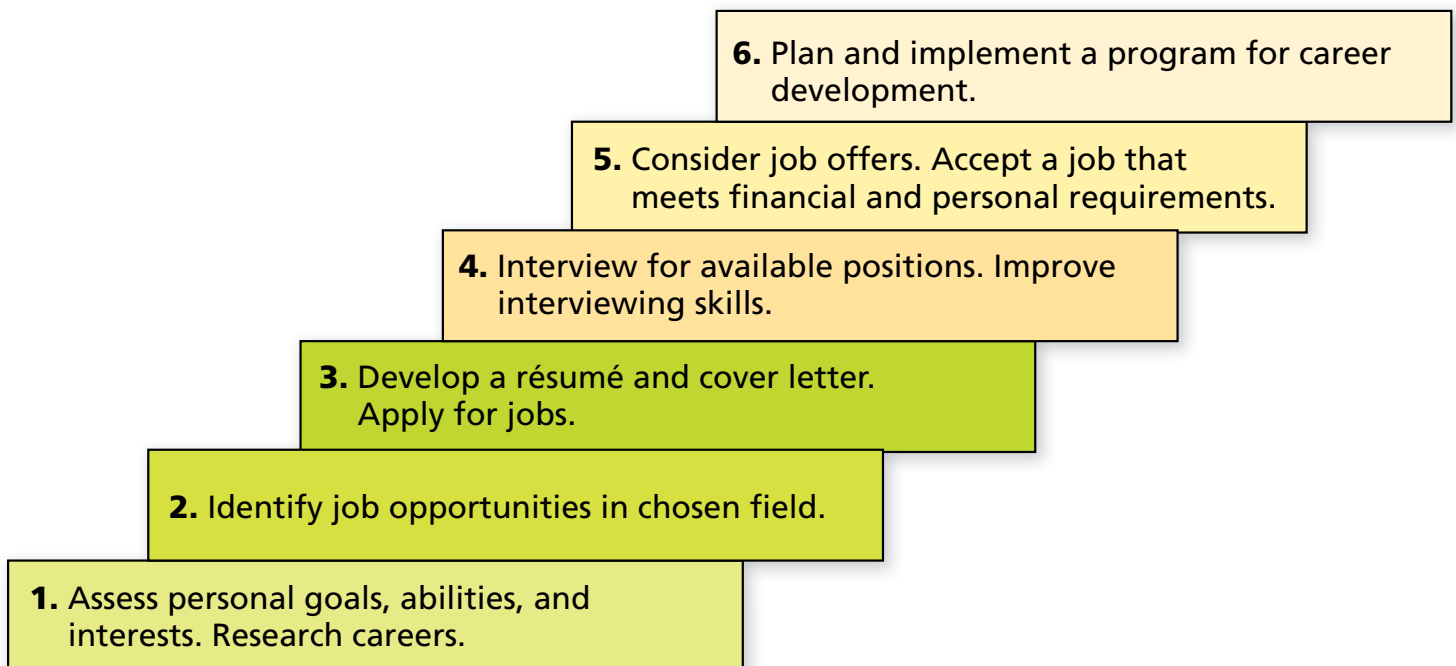 6. Plan and implement a program for career
development.
5. Consider job offers. Accept a job that
meets financial and personal requirements.
4. Interview for available positions. Improve
interviewing skills.
3. Develop a résumé and cover letter.
Apply for jobs.
2. Identify job opportunities in chosen field.
1. Assess personal goals, abilities, and
interests. Research careers.